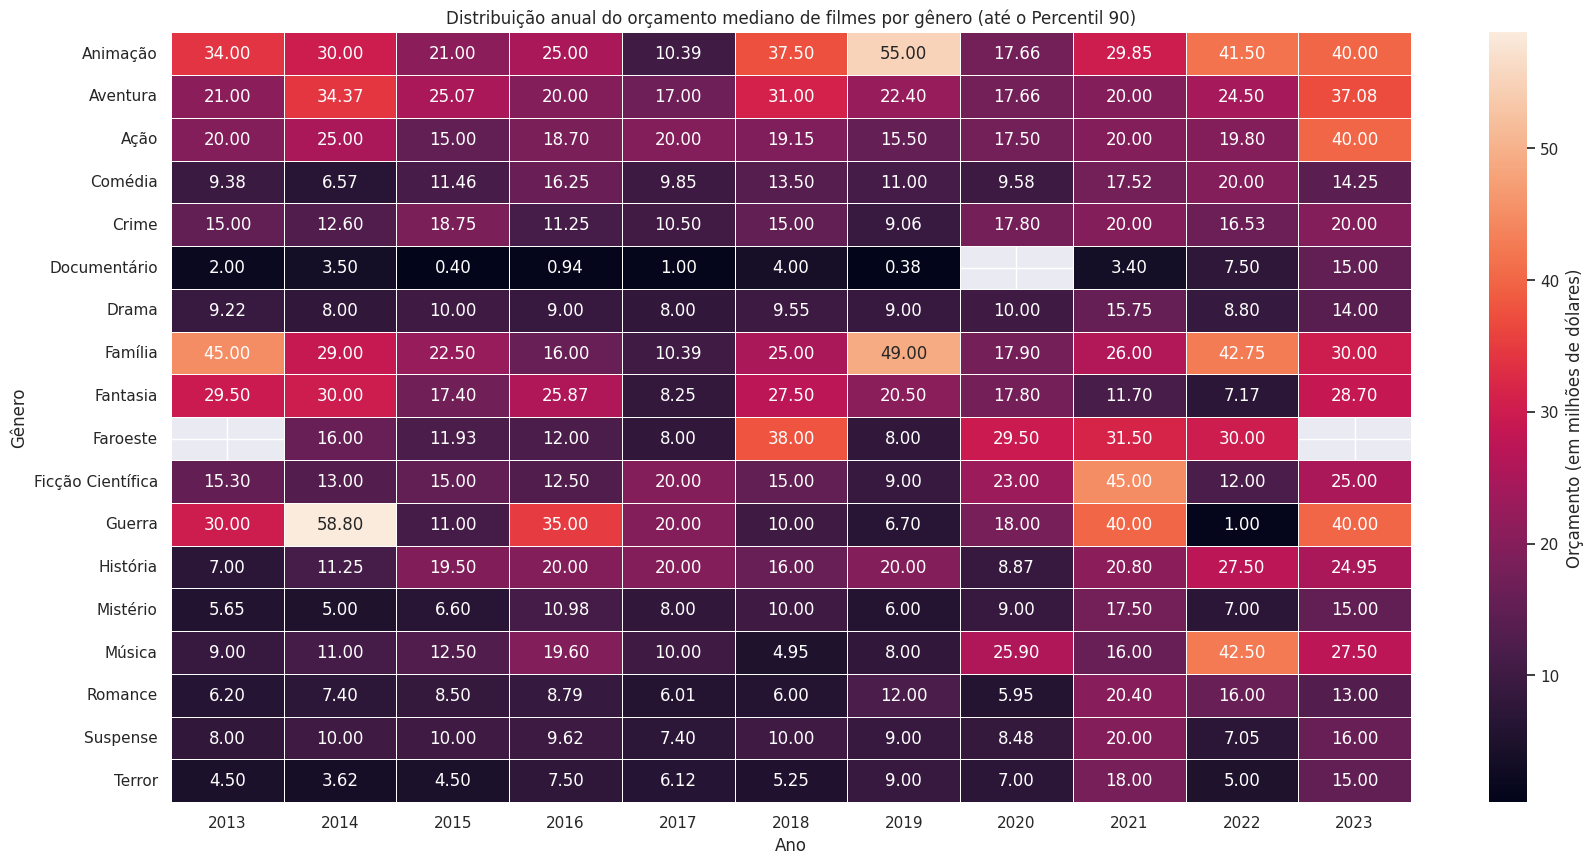 Distribuição anual do orçamento mediano de filmes por gênero (até o Percentil 90)
Gênero
Animação 34.00 30.00 21.00 25.00 10.39 37.50 55.00 17.66 29.85 41.50 40.00
Aventura 21.00 34.37 25.07 20.00 17.00 31.00 22.40 17.66 20.00 24.50 37.08
Ação 20.00 25.00 15.00 18.70 20.00 19.15 15.50 17.50 20.00 19.80 40.00
Comédia 9.38 6.57 11.46 16.25 9.85 13.50 11.00 9.58 17.52 20.00 14.25
Crime 15.00 12.60 18.75 11.25 10.50 15.00 9.06 17.80 20.00 16.53 20.00
Documentário 2.00 3.50 0.40 0.94 1.00 4.00 0.38 3.40 7.50 15.00
Drama 9.22 8.00 10.00 9.00 8.00 9.55 9.00 10.00 15.75 8.80 14.00
Família 45.00 29.00 22.50 16.00 10.39 25.00 49.00 17.90 26.00 42.75 30.00
Fantasia 29.50 30.00 17.40 25.87 8.25 27.50 20.50 17.80 11.70 7.17 28.70
Faroeste 16.00 11.93 12.00 8.00 38.00 8.00 29.50 31.50 30.00
Ficção Científica 15.30 13.00 15.00 12.50 20.00 15.00 9.00 23.00 45.00 12.00 25.00
Guerra 30.00 58.80 11.00 35.00 20.00 10.00 6.70 18.00 40.00 1.00 40.00
História 7.00 11.25 19.50 20.00 20.00 16.00 20.00 8.87 20.80 27.50 24.95
Mistério 5.65 5.00 6.60 10.98 8.00 10.00 6.00 9.00 17.50 7.00 15.00
Música 9.00 11.00 12.50 19.60 10.00 4.95 8.00 25.90 16.00 42.50 27.50
Romance 6.20 7.40 8.50 8.79 6.01 6.00 12.00 5.95 20.40 16.00 13.00
Suspense 8.00 10.00 10.00 9.62 7.40 10.00 9.00 8.48 20.00 7.05 16.00
Terror 4.50 3.62 4.50 7.50 6.12 5.25 9.00 7.00 18.00 5.00 15.00
2013 2014 2015 2016 2017 2018 2019 2020 2021 2022 2023
Ano
50
40
30
20
10
Orçamento (em milhões de dólares)